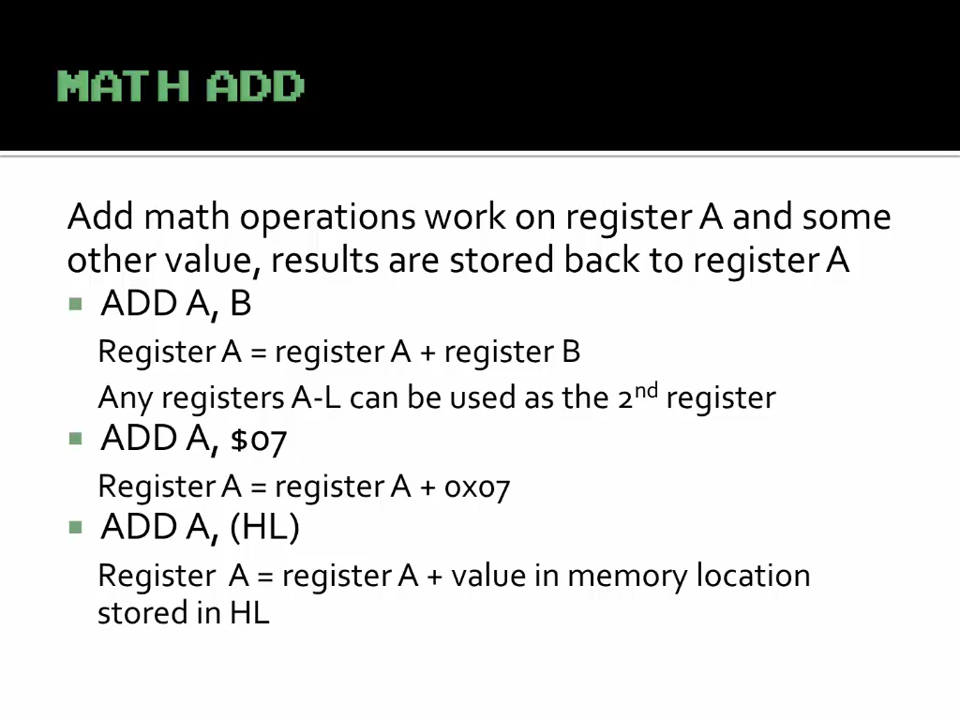 MATH ADD
Add math operations work on register A and some
other value, results are stored back to register A
▪ ADD A, B
Register A = register A + register B
Any registers A-L can be used as the 2nd register
▪ ADD A, $07
Register A = register A + 0x07
▪ ADD A, (HL)
Register A = register A + value in memory location
stored in HL